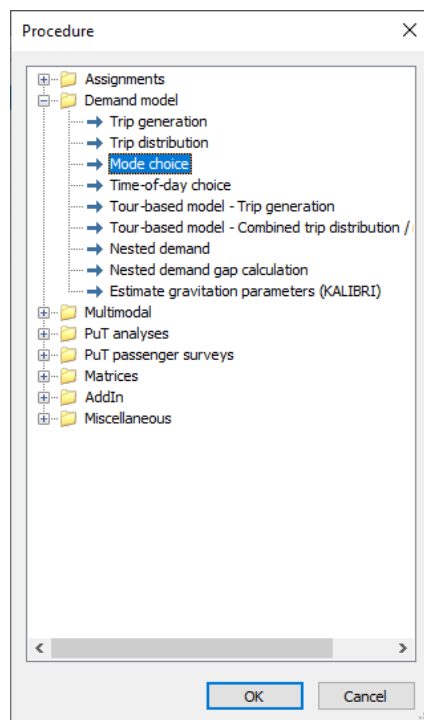 Procedure
Assignments
Demand model
Trip generation
Trip distribution
Mode choice
Time-of-day choice
Tour-based model - Trip generation
Tour-based model - Combined trip distribution /
Nested demand
Nested demand gap calculation
Estimate gravitation parameters (KALIBRI)
Multimodal
PuT analyses
PuT passenger surveys
Matrices
AddIn
Miscellaneous
OK Cancel